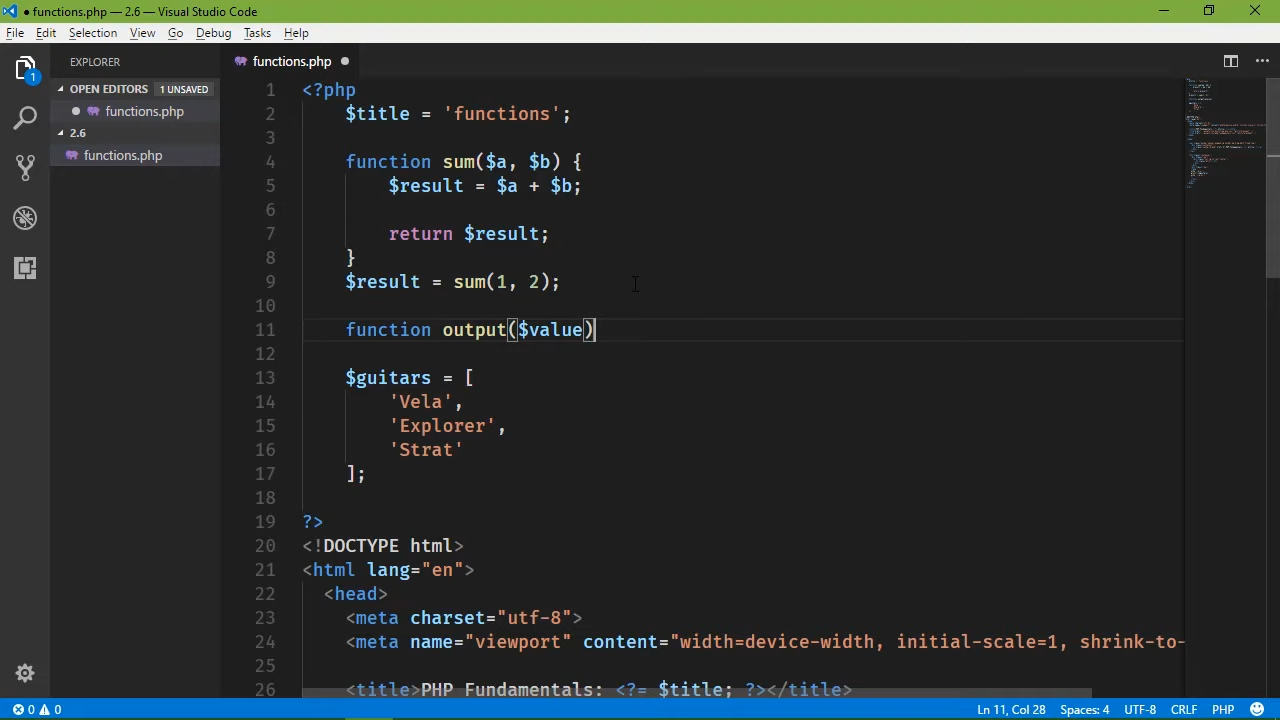 ● functions.php — 2.6 — Visual Studio Code
File Edit Selection View Go Debug Tasks Help
EXPLORER
OPEN EDITORS 1 UNSAVED
● functions.php
2.6
functions.php
1
functions.php ●
1 <?php
2 $title = 'functions';
3
4 function sum($a, $b) {
5 $result = $a + $b;
6
7 return $result;
8 }
9 $result = sum(1, 2);
10
11 function output($value)
12
13 $guitars = [
14 'Vela',
15 'Explorer',
16 'Strat'
17 ];
18
19 ?>
20 <!DOCTYPE html>
21 <html lang="en">
22 <head>
23 <meta charset="utf-8">
24 <meta name="viewport" content="width=device-width, initial-scale=1, shrink-to-
25
26 <title>PHP Fundamentals: <?= $title; ?></title>
0 0 Ln 11, Col 28 Spaces: 4 UTF-8 CRLF PHP